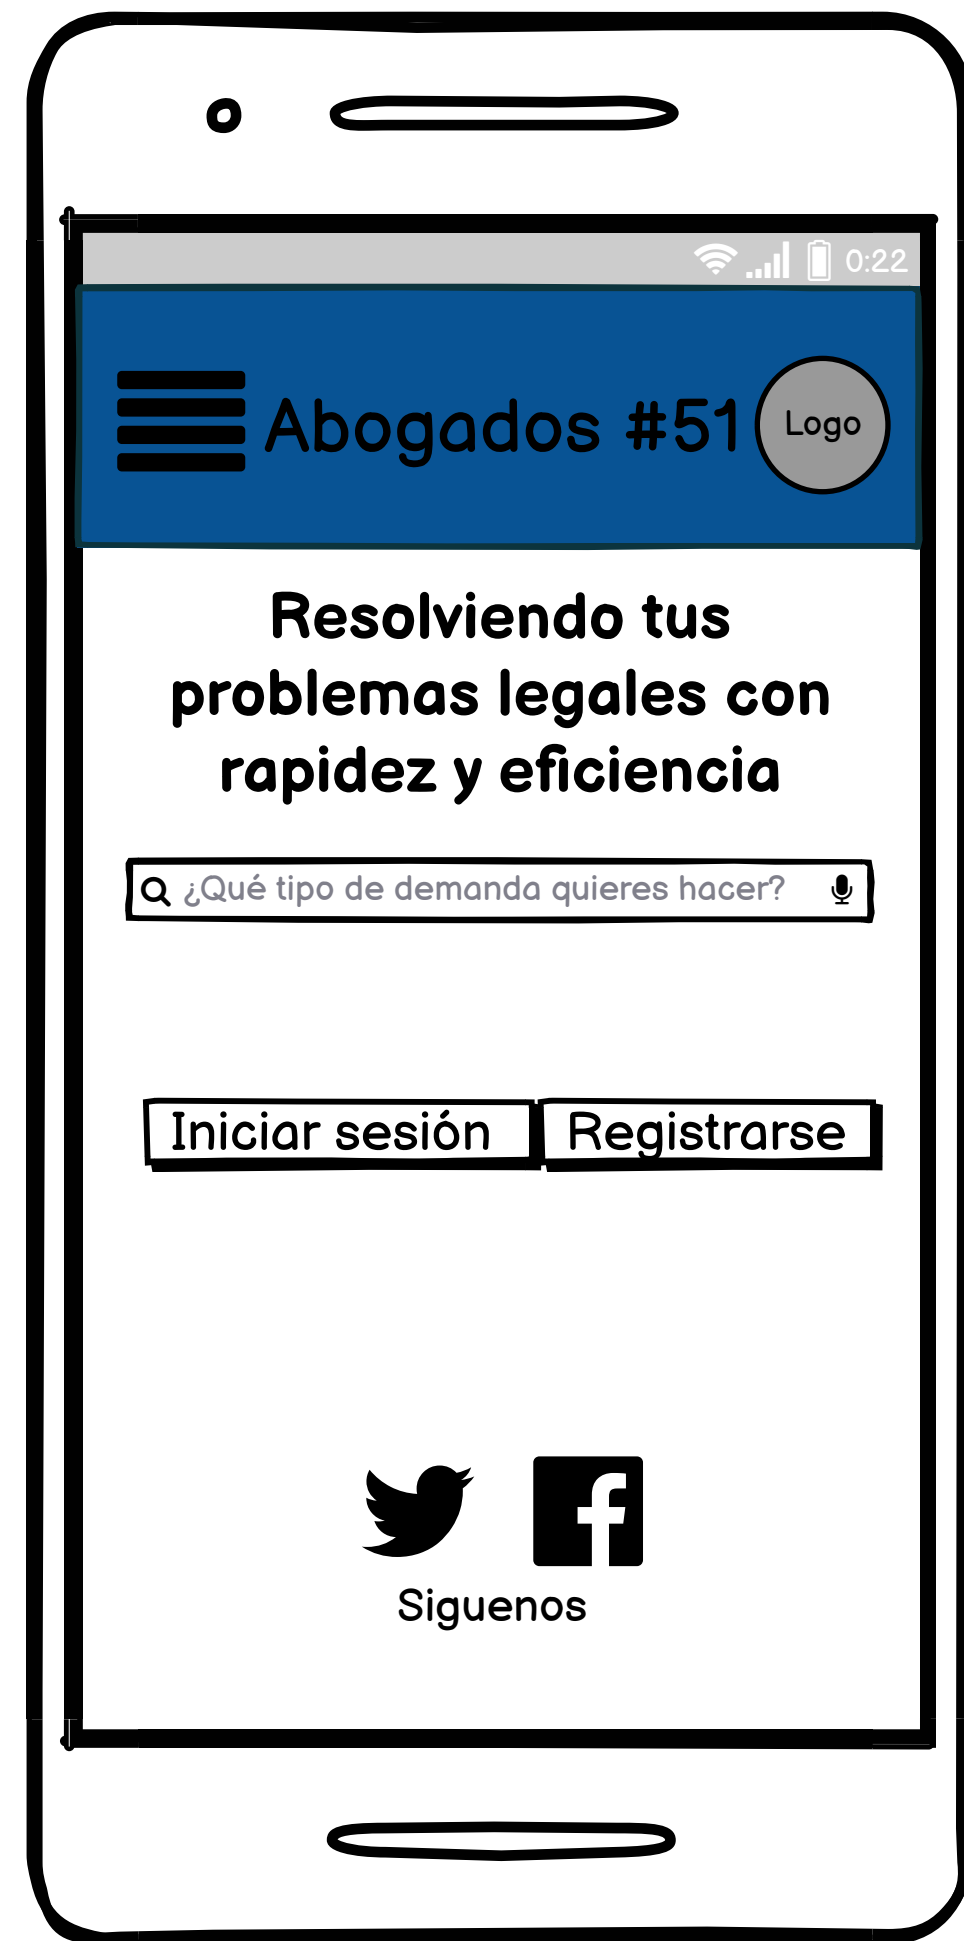 0:22
Abogados #51
Logo
Resolviendo tus
problemas legales con
rapidez y eficiencia
¿Qué tipo de demanda quieres hacer?
Iniciar sesión
Registrarse
Siguenos